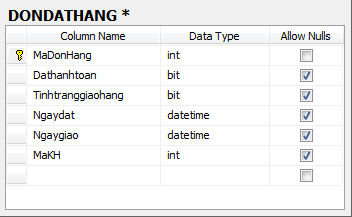 DONDATHANG *
Column Name Data Type Allow Nulls
MaDonHang int
Dathanhtoan bit
Tinhtranggiaohang bit
Ngaydat datetime
Ngaygiao datetime
MaKH int